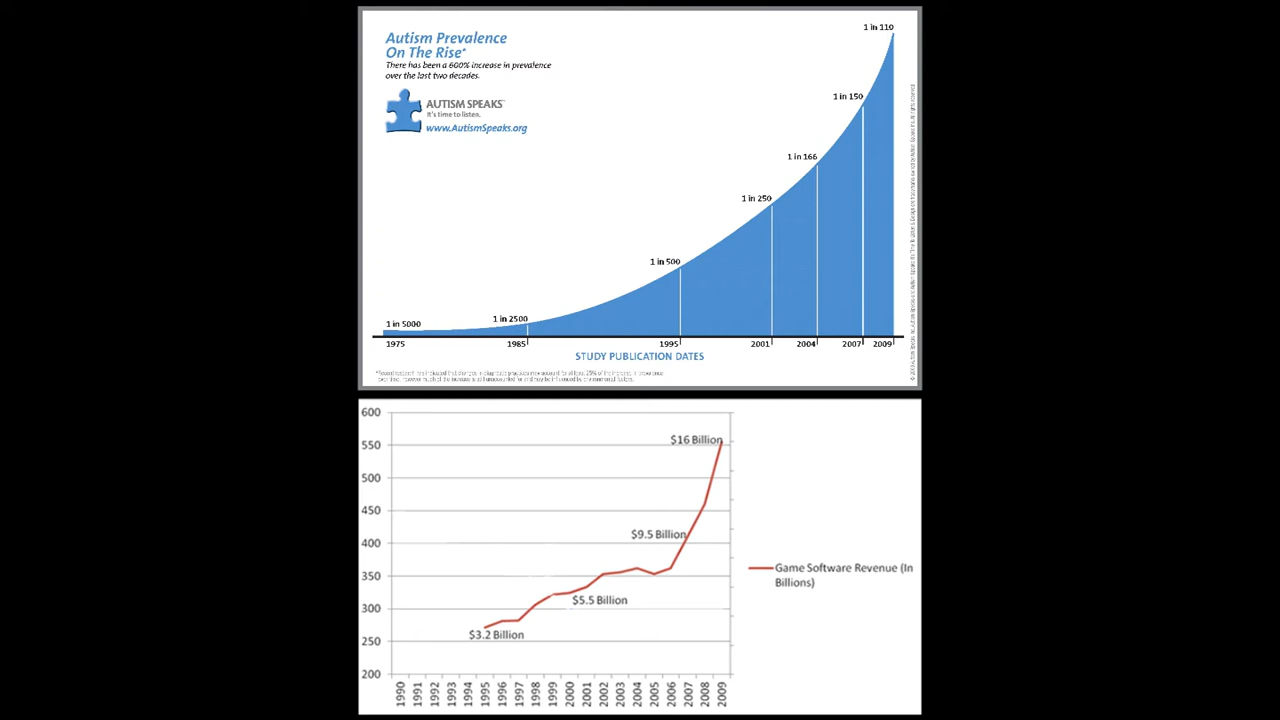 Autism Prevalence
On The Rise*
There has been a 600% increase in prevalence
over the last two decades.
AUTISM SPEAKS™
It's time to listen.
www.AutismSpeaks.org
1 in 110
1 in 150
1 in 166
1 in 250
1 in 500
1 in 2500
1 in 5000
1975 1985 1995 2001 2004 2007 2009
STUDY PUBLICATION DATES
600
550
500
450
400
350
300
250
200
$16 Billion
$9.5 Billion
$5.5 Billion
$3.2 Billion
Game Software Revenue (In
Billions)
1990 1991 1992 1993 1994 1995 1996 1997 1998 1999 2000 2001 2002 2003 2004 2005 2006 2007 2008 2009